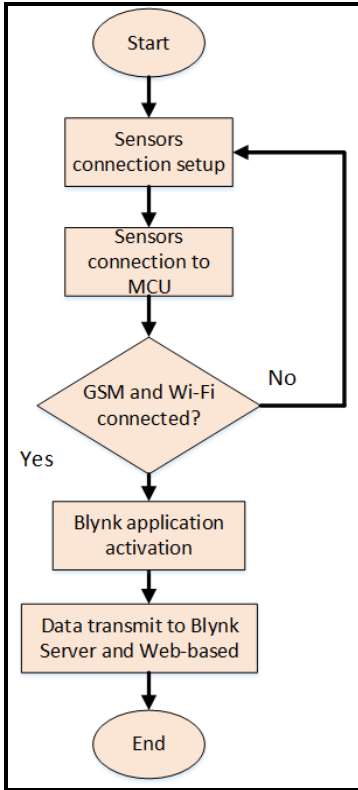 Start
Sensors
connection setup
Sensors
connection to
MCU
GSM and Wi-Fi
connected?
No
Yes
Blynk application
activation
Data transmit to Blynk
Server and Web-based
End